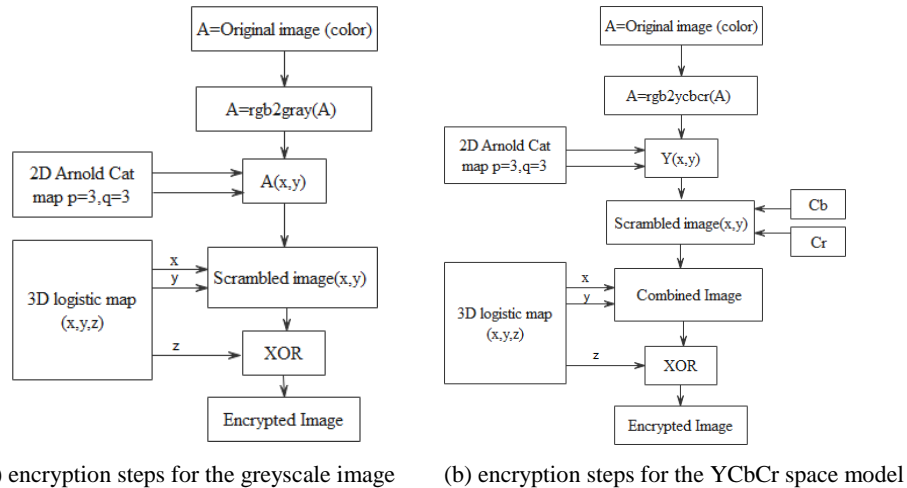 A=Original image (color)
A=rgb2gray(A)
2D Arnold Cat
map p=3,q=3
A(x,y)
3D logistic map
(x,y,z)
x
y
Scrambled image(x,y)
z
XOR
Encrypted Image
) encryption steps for the greyscale image
A=Original image (color)
A=rgb2ycbcr(A)
2D Arnold Cat
map p=3,q=3
Y(x,y)
Scrambled image(x,y)
Cb
Cr
3D logistic map
(x,y,z)
x
y
Combined Image
z
XOR
Encrypted Image
(b) encryption steps for the YCbCr space model